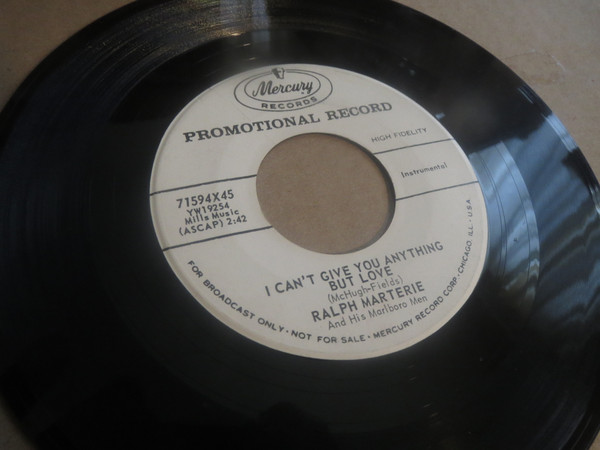 Mercury
RECORDS
PROMOTIONAL RECORD
HIGH FIDELITY
Instrumental
71594X45
YW19254
Mills Music
(ASCAP) 2:42
I CAN'T GIVE YOU ANYTHING
BUT LOVE
(McHugh-Fields)
RALPH MARTERIE
And His Marlboro Men
FOR BROADCAST ONLY • NOT FOR SALE • MERCURY RECORD CORP. • CHICAGO ILL. • U.S.A